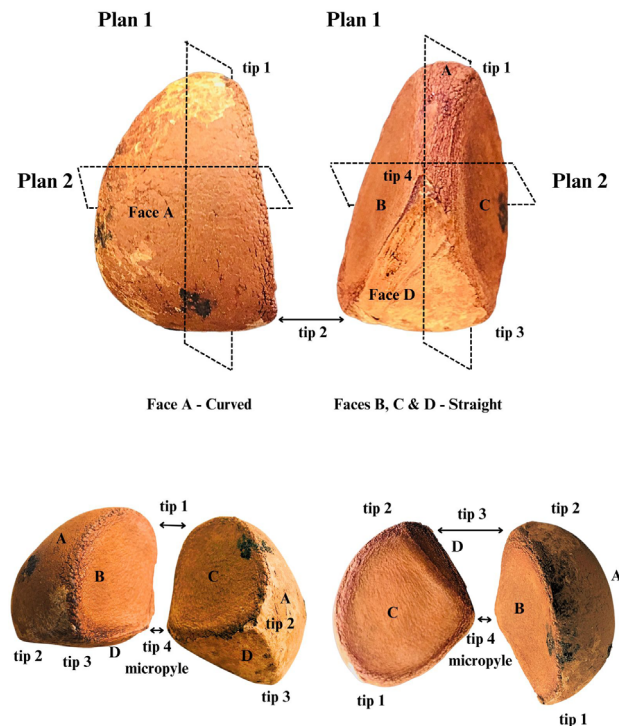 Plan 1
Plan 1
tip 1
A
tip 1
Plan 2
tip 4
Plan 2
Face A
B
C
Face D
tip 2
tip 3
Face A - Curved
Faces B, C & D - Straight
tip 1
tip 2
tip 3
tip 2
A
B
C
A
D
C
B
A
tip 2
D
tip 2
tip 3
D
tip 4
micropyle
tip 3
tip 4
micropyle
tip 1
tip 1